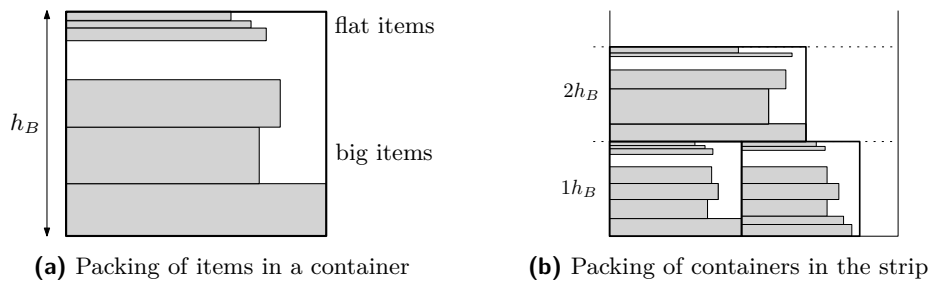 flat items
h_B
big items
(a) Packing of items in a container
2h_B
1h_B
(b) Packing of containers in the strip